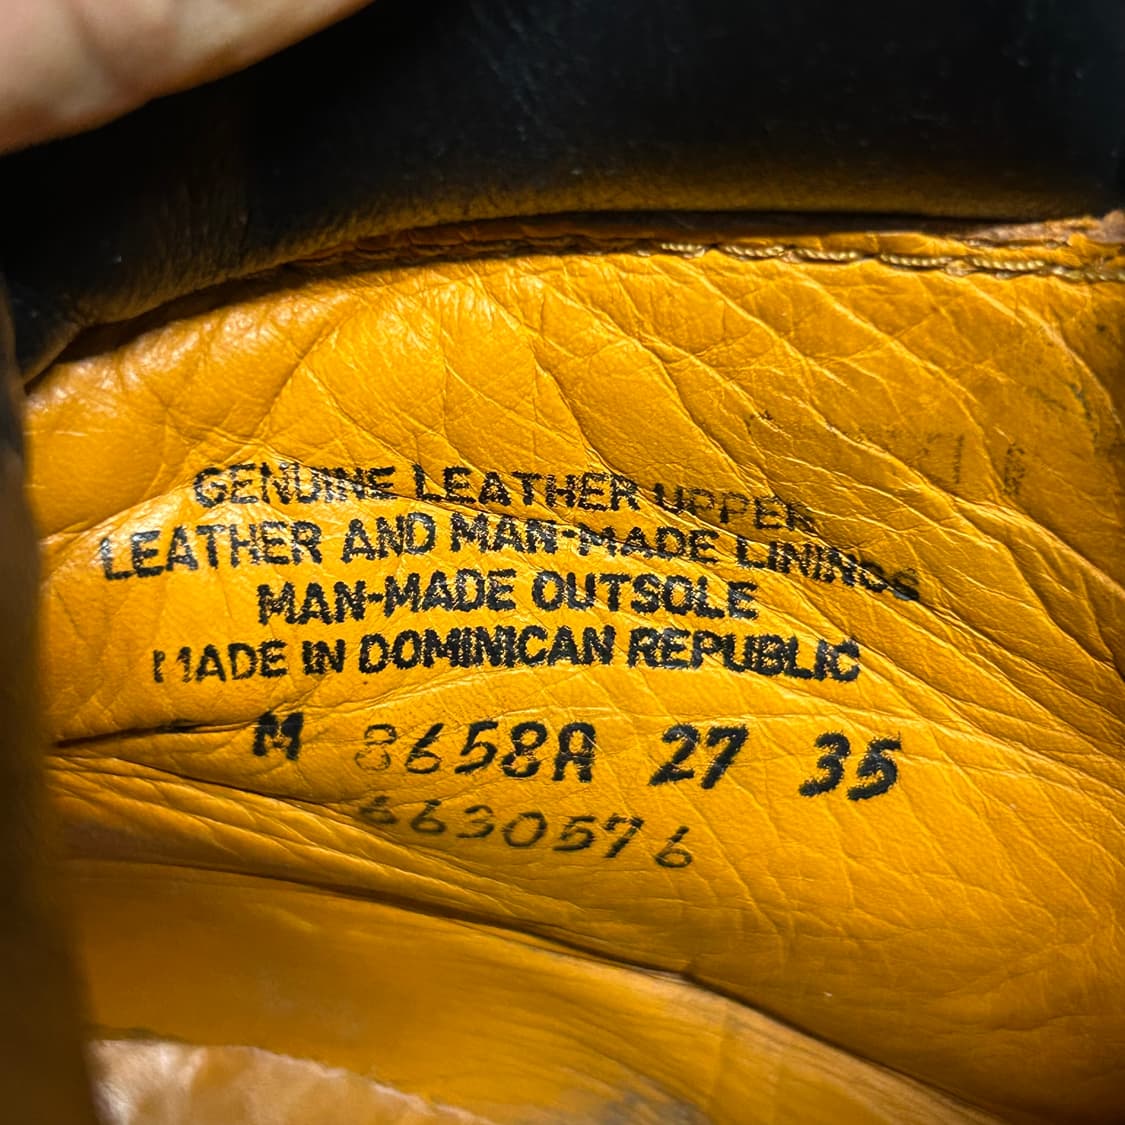 GENUINE LEATHER UPPER
LEATHER AND MAN-MADE LININGS
MAN-MADE OUTSOLE
MADE IN DOMINICAN REPUBLIC
M 8658A 27 35
6630576